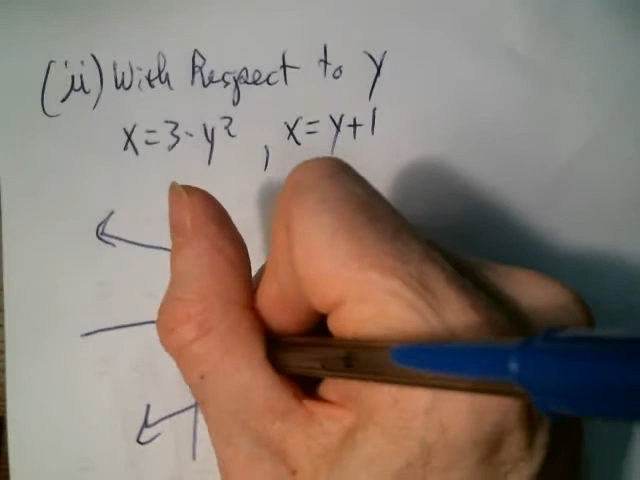 (ii) With Respect to y
x=3-y², x=y+1